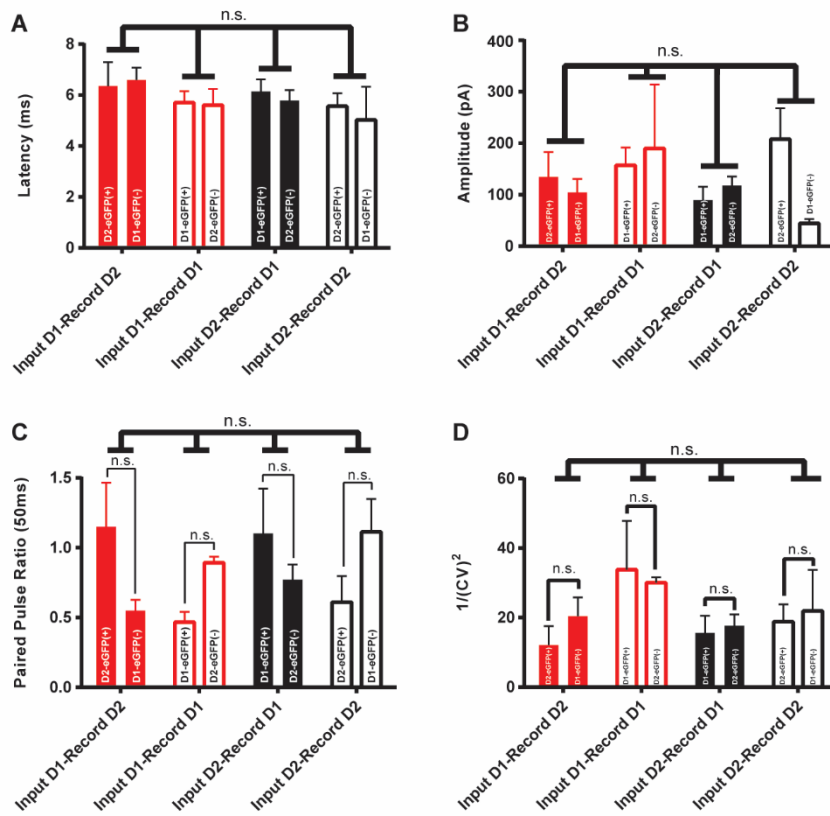 A
n.s.
8
6
4
2
0
Latency (ms)
D2-eGFP(+)
D1-eGFP(-)
D1-eGFP(+)
D2-eGFP(-)
D1-eGFP(+)
D2-eGFP(-)
D2-eGFP(+)
D1-eGFP(-)
Input D1-Record D2
Input D1-Record D1
Input D2-Record D1
Input D2-Record D2
B
n.s.
400
300
200
100
0
Amplitude (pA)
D2-eGFP(+)
D1-eGFP(-)
D1-eGFP(+)
D2-eGFP(-)
D1-eGFP(+)
D2-eGFP(-)
D2-eGFP(+)
D1-eGFP(-)
Input D1-Record D2
Input D1-Record D1
Input D2-Record D1
Input D2-Record D2
C
n.s.
n.s.
n.s.
n.s.
n.s.
1.5
1.0
0.5
0.0
Paired Pulse Ratio (50ms)
D2-eGFP(+)
D1-eGFP(-)
D1-eGFP(+)
D2-eGFP(-)
D1-eGFP(+)
D2-eGFP(-)
D2-eGFP(+)
D1-eGFP(-)
Input D1-Record D2
Input D1-Record D1
Input D2-Record D1
Input D2-Record D2
D
n.s.
n.s.
n.s.
n.s.
n.s.
60
40
20
0
1/(CV)²
D2-eGFP(+)
D1-eGFP(-)
D1-eGFP(+)
D2-eGFP(-)
D1-eGFP(+)
D2-eGFP(-)
D2-eGFP(+)
D1-eGFP(-)
Input D1-Record D2
Input D1-Record D1
Input D2-Record D1
Input D2-Record D2